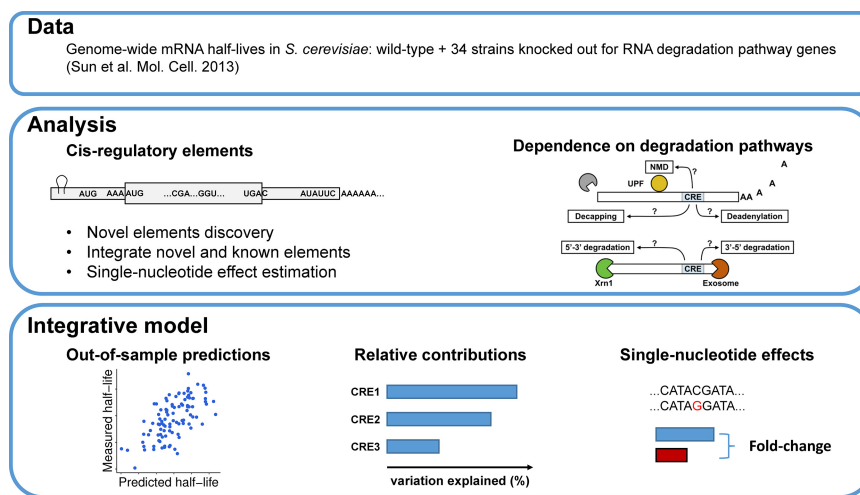 Data
Genome-wide mRNA half-lives in S. cerevisiae: wild-type + 34 strains knocked out for RNA degradation pathway genes
(Sun et al. Mol. Cell. 2013)
Analysis
Cis-regulatory elements
AUG AAA AUG ...CGA...GGU... UGAC AUAUUC AAAAAA...
• Novel elements discovery
• Integrate novel and known elements
• Single-nucleotide effect estimation
Dependence on degradation pathways
NMD
?
UPF
CRE
AA
A
A
A
Decapping
?
?
Deadenylation
5'-3' degradation
?
?
3'-5' degradation
CRE
Xrn1
Exosome
Integrative model
Out-of-sample predictions
Measured half−life
Predicted half−life
Relative contributions
CRE1
CRE2
CRE3
variation explained (%)
Single-nucleotide effects
...CATACGATA...
...CATAGGATA...
Fold-change